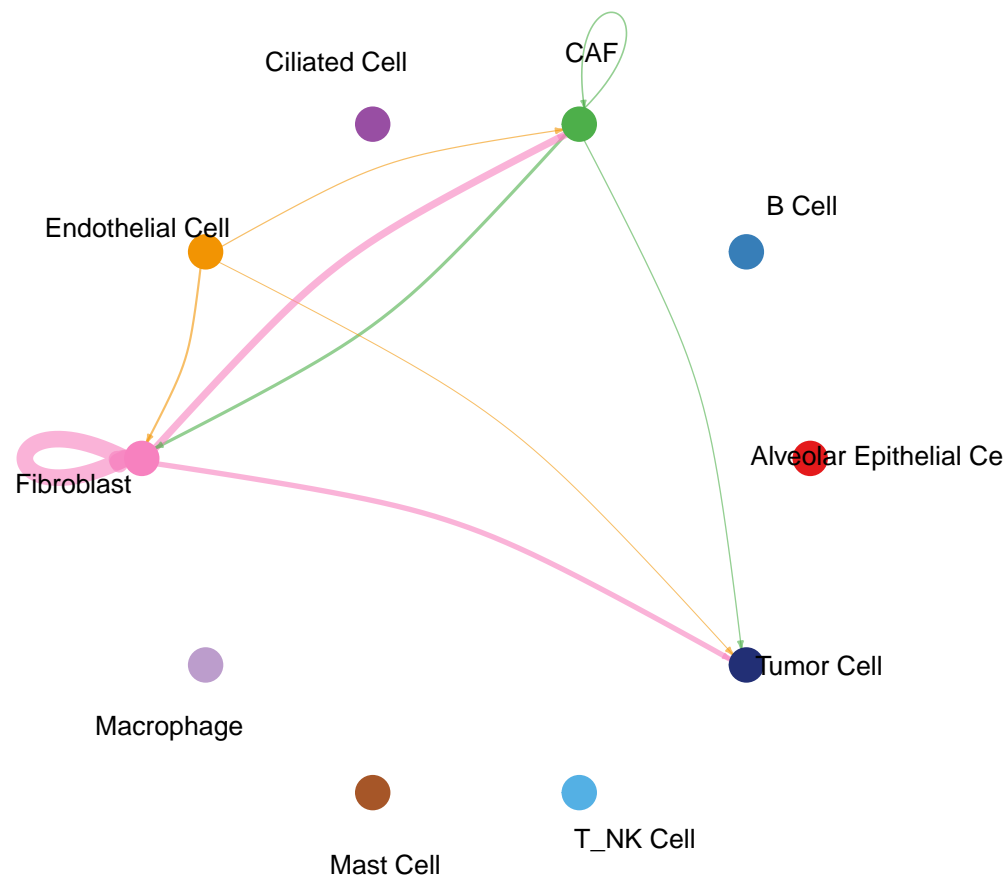 CAF
Ciliated Cell
B Cell
Endothelial Cell
Alveolar Epithelial Ce
Fibroblast
Tumor Cell
Macrophage
T_NK Cell
Mast Cell